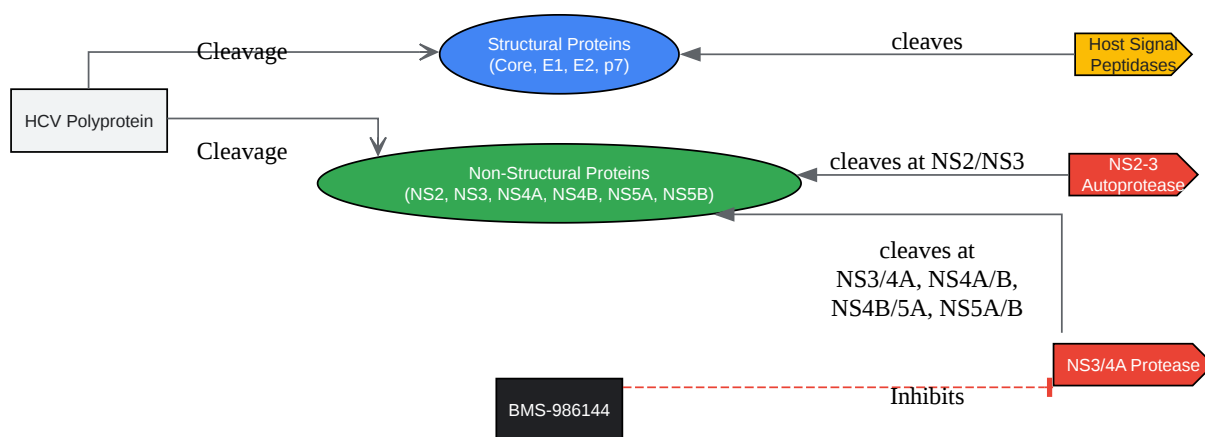 Structural Proteins
(Core, E1, E2, p7)
Cleavage
cleaves
Host Signal
Peptidases
HCV Polyprotein
Cleavage
Non-Structural Proteins
(NS2, NS3, NS4A, NS4B, NS5A, NS5B)
cleaves at NS2/NS3
NS2-3
Autoprotease
cleaves at
NS3/4A, NS4A/B,
NS4B/5A, NS5A/B
NS3/4A Protease
BMS-986144
Inhibits